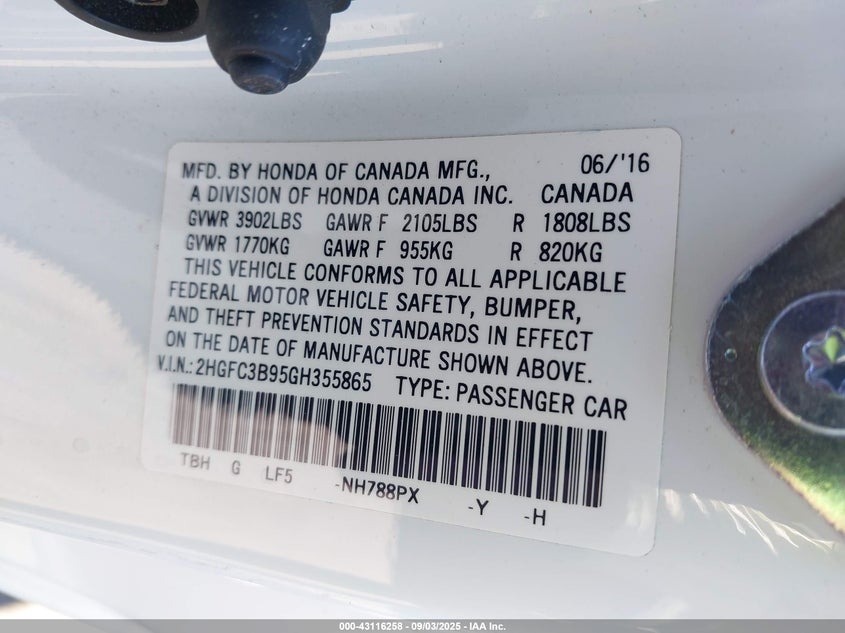 MFD. BY HONDA OF CANADA MFG., 06/'16
A DIVISION OF HONDA CANADA INC. CANADA
GVWR 3902LBS GAWR F 2105LBS R 1808LBS
GVWR 1770KG GAWR F 955KG R 820KG
THIS VEHICLE CONFORMS TO ALL APPLICABLE
FEDERAL MOTOR VEHICLE SAFETY, BUMPER,
AND THEFT PREVENTION STANDARDS IN EFFECT
ON THE DATE OF MANUFACTURE SHOWN ABOVE.
V.I.N.: 2HGFC3B95GH355865 TYPE: PASSENGER CAR
TBH G LF5 -NH788PX -Y -H
000-43116258 - 09/03/2025 - IAA Inc.